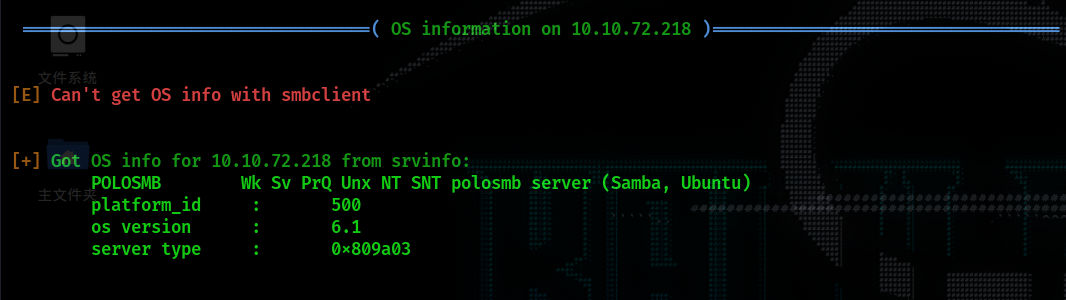 ( OS information on 10.10.72.218 )
文件系统
[E] Can't get OS info with smbclient
[+] Got OS info for 10.10.72.218 from srvinfo:
POLOSMB Wk Sv PrQ Unx NT SNT polosmb server (Samba, Ubuntu)
主文件夹
platform_id : 500
os version : 6.1
server type : 0x809a03